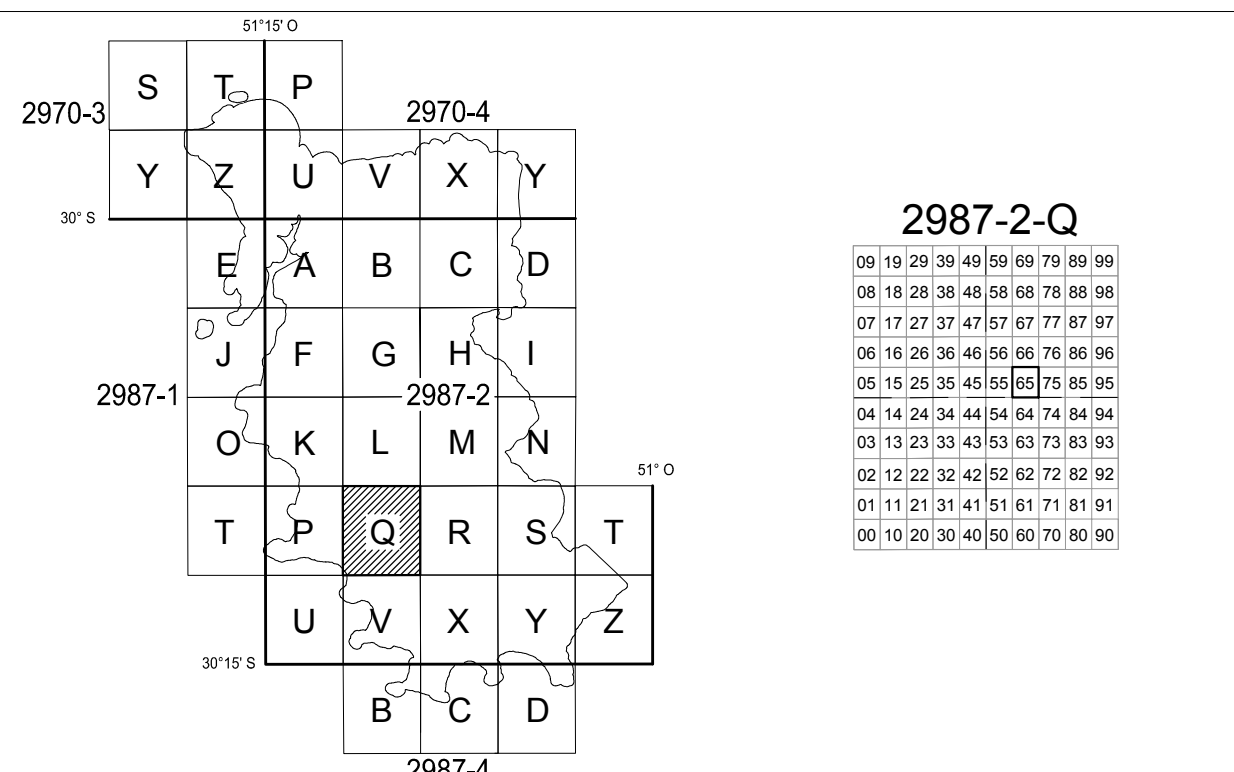 51°15' O
S T P
2970-3
2970-4
Y Z U V X Y
30° S
E A B C D
J F G H I
2987-1
2987-2
O K L M N
51° O
T P Q R S T
U V X Y Z
30°15' S
B C D
2987-4
2987-2-Q
09 19 29 39 49 59 69 79 89 99
08 18 28 38 48 58 68 78 88 98
07 17 27 37 47 57 67 77 87 97
06 16 26 36 46 56 66 76 86 96
05 15 25 35 45 55 65 75 85 95
04 14 24 34 44 54 64 74 84 94
03 13 23 33 43 53 63 73 83 93
02 12 22 32 42 52 62 72 82 92
01 11 21 31 41 51 61 71 81 91
00 10 20 30 40 50 60 70 80 90